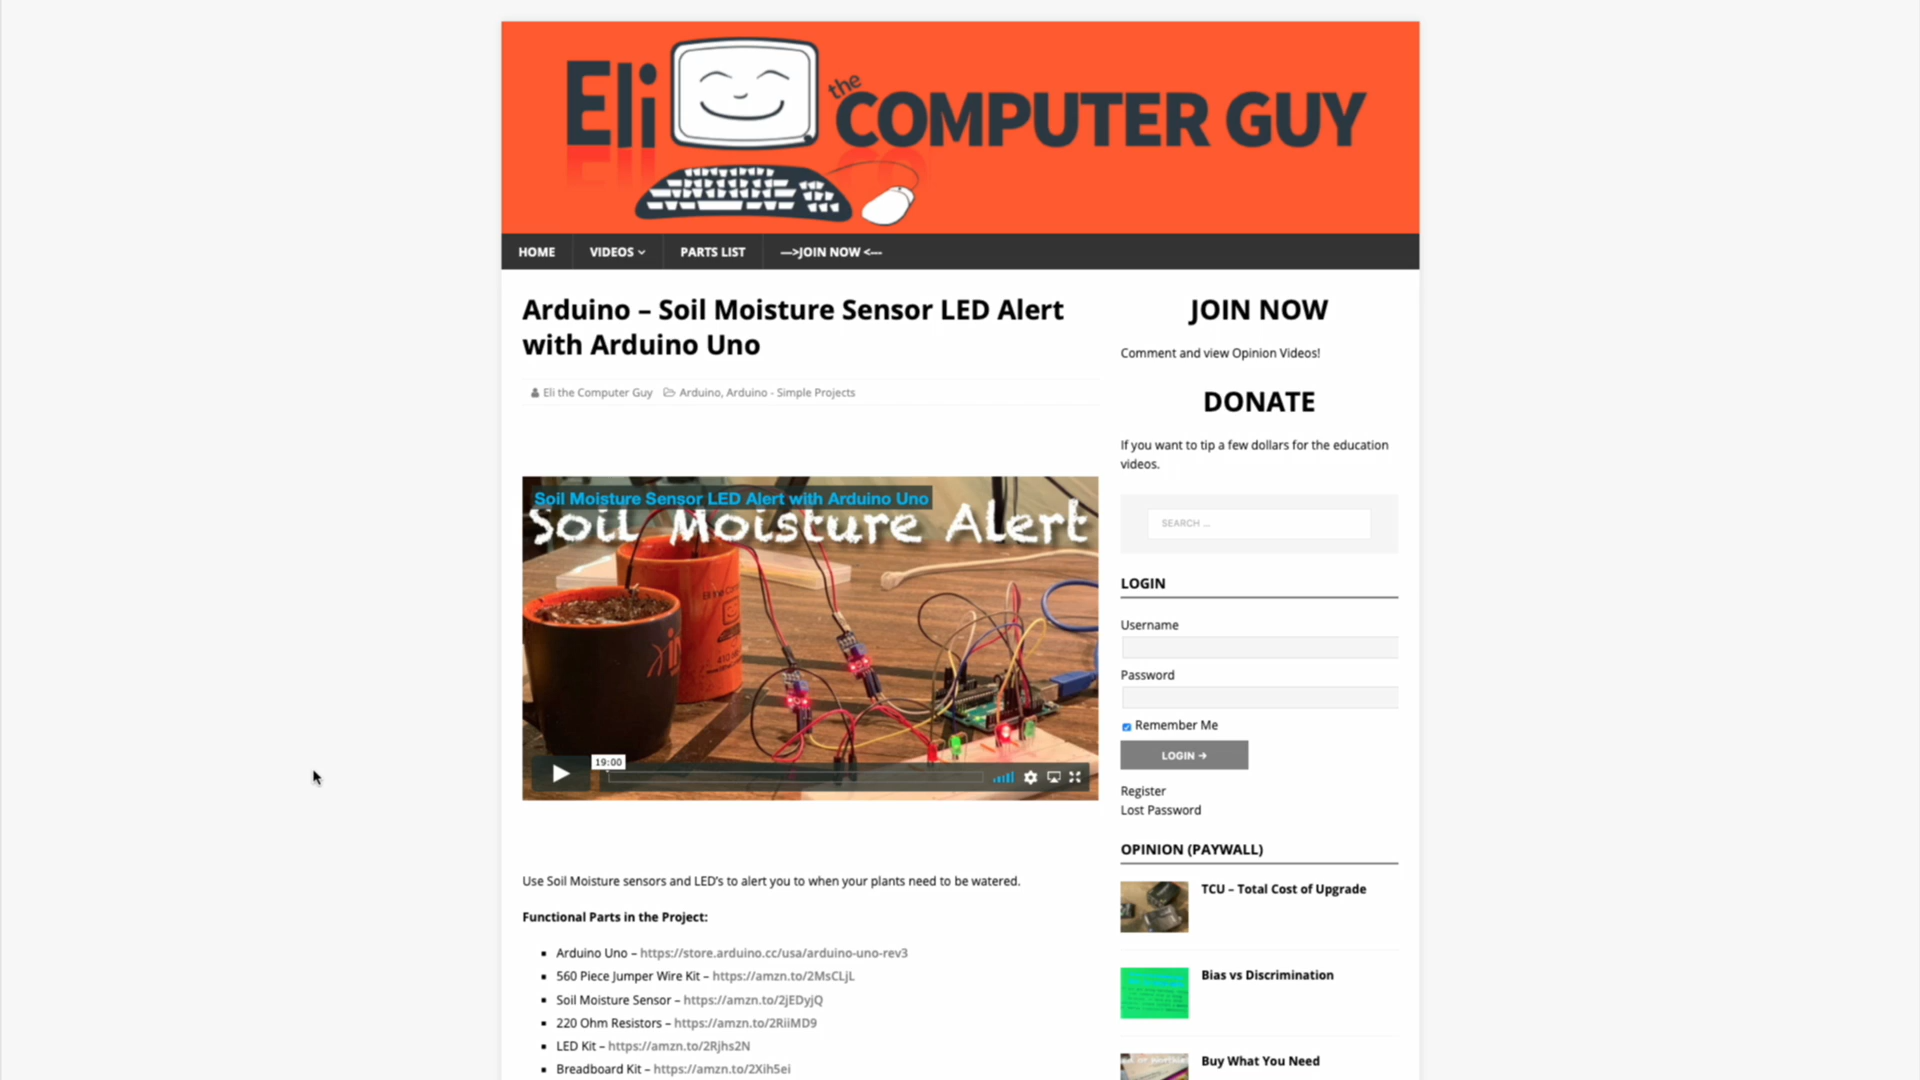 Eli the COMPUTER GUY
HOME VIDEOS PARTS LIST --->JOIN NOW <---
Arduino – Soil Moisture Sensor LED Alert
with Arduino Uno
Eli the Computer Guy Arduino, Arduino - Simple Projects
Soil Moisture Sensor LED Alert with Arduino Uno
Soil Moisture Alert
19:00
Use Soil Moisture sensors and LED's to alert you to when your plants need to be watered.
Functional Parts in the Project:
Arduino Uno – https://store.arduino.cc/usa/arduino-uno-rev3
560 Piece Jumper Wire Kit – https://amzn.to/2MsCLjL
Soil Moisture Sensor – https://amzn.to/2jEDyjQ
220 Ohm Resistors – https://amzn.to/2RiiMD9
LED Kit – https://amzn.to/2Rjhs2N
Breadboard Kit – https://amzn.to/2Xih5ei
JOIN NOW
Comment and view Opinion Videos!
DONATE
If you want to tip a few dollars for the education
videos.
SEARCH ...
LOGIN
Username
Password
Remember Me
LOGIN →
Register
Lost Password
OPINION (PAYWALL)
TCU – Total Cost of Upgrade
Bias vs Discrimination
Buy What You Need